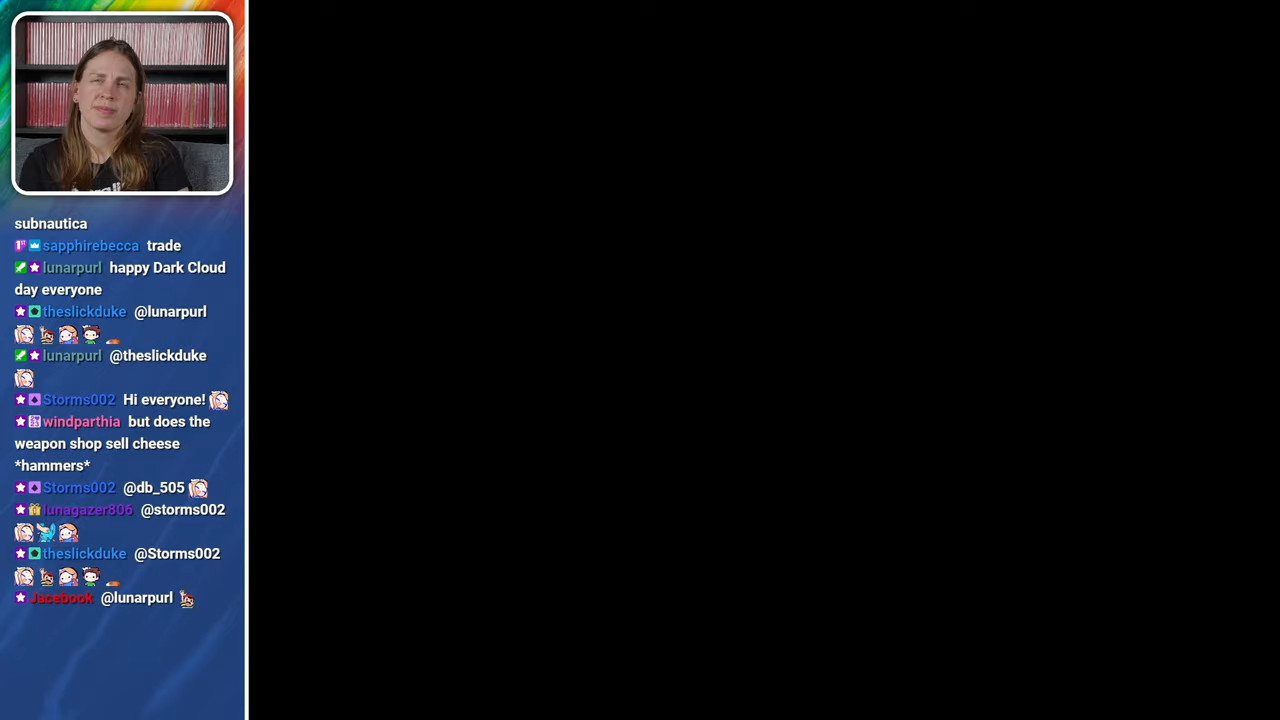 subnautica
sapphirebecca trade
lunarpurl happy Dark Cloud
day everyone
theslickduke @lunarpurl
lunarpurl @theslickduke
Storms002 Hi everyone!
windparthia but does the
weapon shop sell cheese
*hammers*
Storms002 @db_505
lunagazer806 @storms002
theslickduke @Storms002
Jacebook @lunarpurl